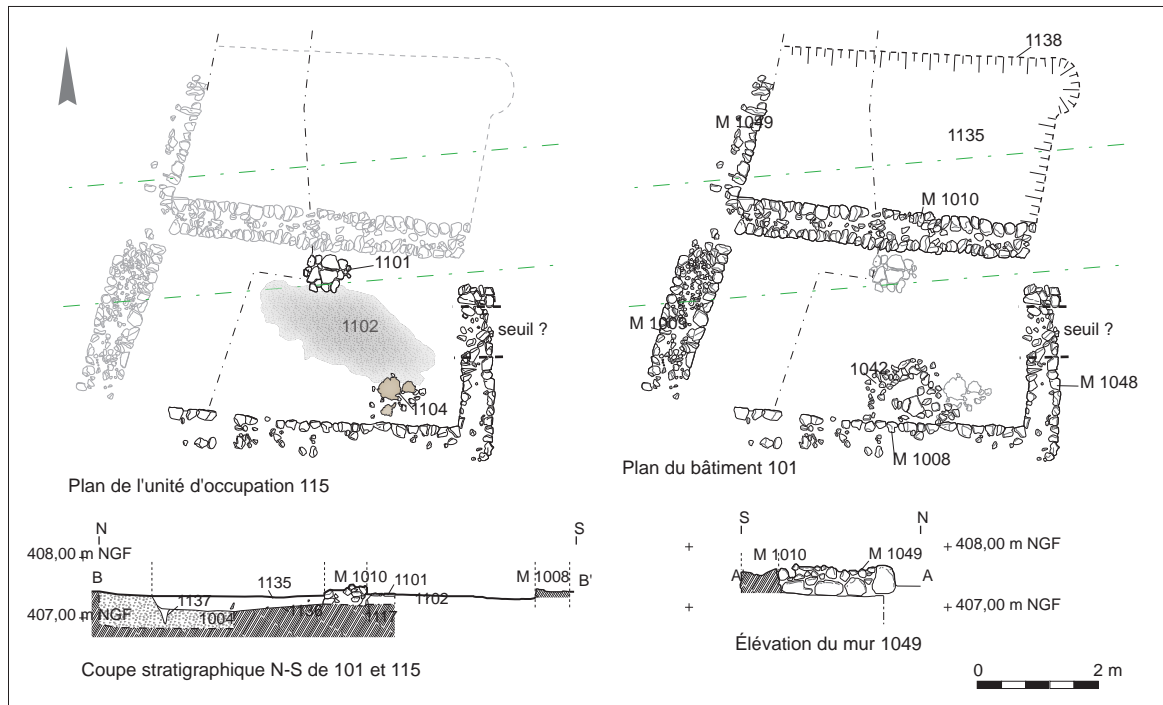 1101
1102
seuil ?
1104
Plan de l'unité d'occupation 115
1138
M 1049
1135
M 1010
M 1009
seuil ?
1042
M 1048
M 1008
Plan du bâtiment 101
N
S
408,00 m NGF
B
1135
M 1010
1101
1102
M 1008
B'
1137
1004
1136
1117
407,00 m NGF
Coupe stratigraphique N-S de 101 et 115
S
N
M 1010
M 1049
408,00 m NGF
A
A
407,00 m NGF
Élévation du mur 1049
0
2 m